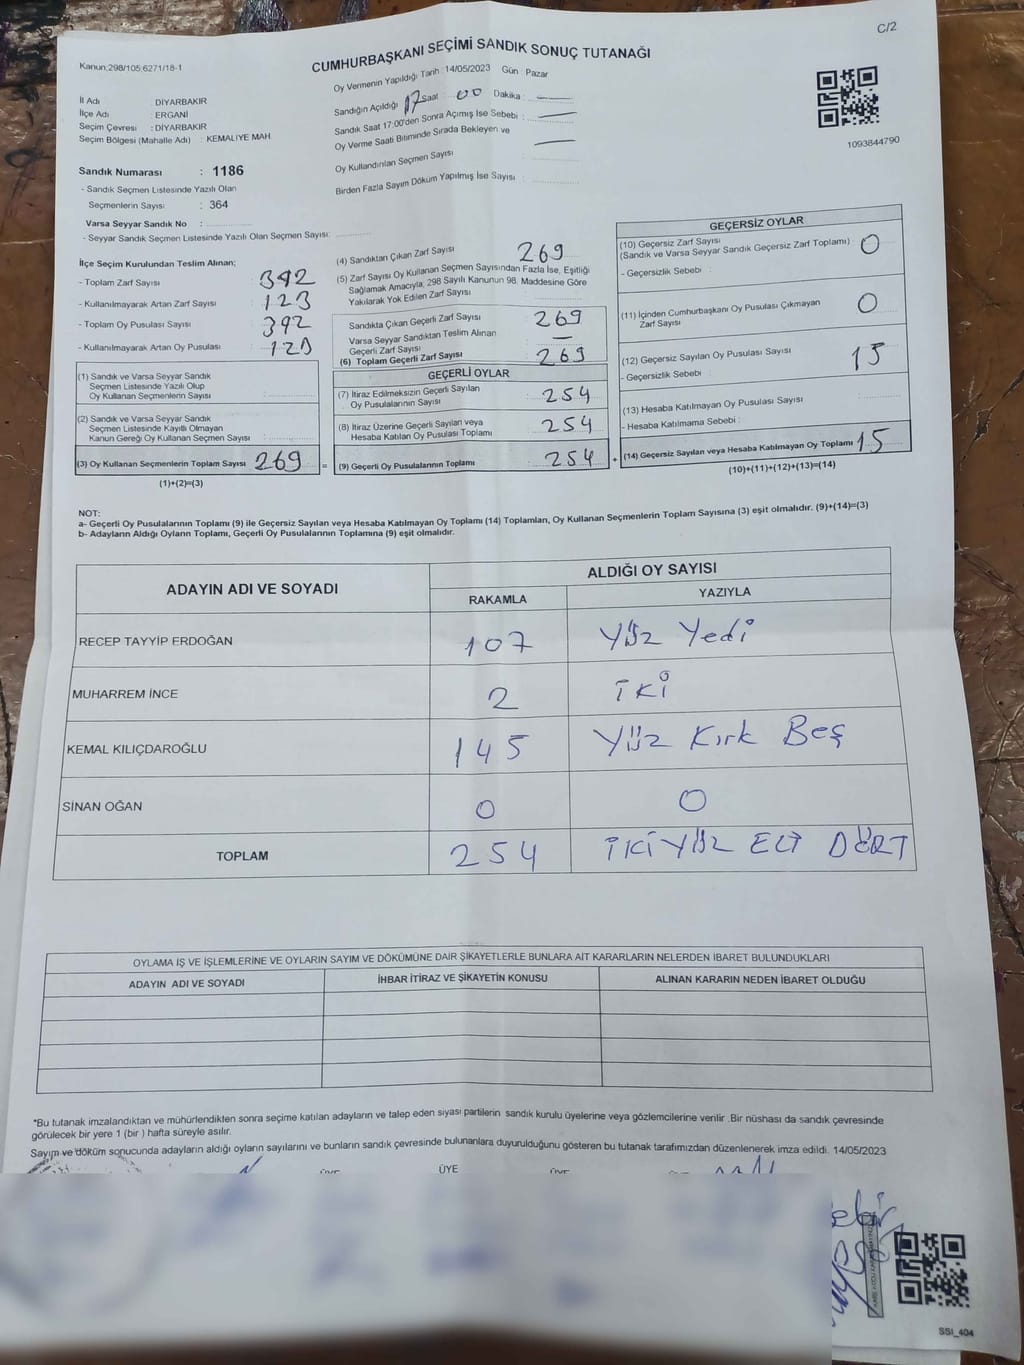 C/2
Kanun;298/105;6271/18-1
CUMHURBAŞKANI SEÇİMİ SANDIK SONUÇ TUTANAĞI
Oy Vermenin Yapıldığı Tarih : 14/05/2023 Gün : Pazar
Sandığın Açıldığı 17 Saat : 00 Dakika :
Sandık Saat 17:00'den Sonra Açımış İse Sebebi :
Oy Verme Saati Bitiminde Sırada Bekleyen ve
Oy Kullandırılan Seçmen Sayısı :
Birden Fazla Sayım Döküm Yapılmış İse Sayısı :
1093844790
İl Adı : DİYARBAKIR
İlçe Adı : ERGANİ
Seçim Çevresi : DİYARBAKIR
Seçim Bölgesi (Mahalle Adı) : KEMALİYE MAH.
Sandık Numarası : 1186
- Sandık Seçmen Listesinde Yazılı Olan
Seçmenlerin Sayısı : 364
Varsa Seyyar Sandık No :
- Seyyar Sandık Seçmen Listesinde Yazılı Olan Seçmen Sayısı:
İlçe Seçim Kurulundan Teslim Alınan;
- Toplam Zarf Sayısı : 392
- Kullanılmayarak Artan Zarf Sayısı : 123
- Toplam Oy Pusulası Sayısı : 392
- Kullanılmayarak Artan Oy Pusulası : 123
(1) Sandık ve Varsa Seyyar Sandık
Seçmen Listesinde Yazılı Olup
Oy Kullanan Seçmenlerin Sayısı :
(2) Sandık ve Varsa Seyyar Sandık
Seçmen Listesinde Kayıtlı Olmayan
Kanun Gereği Oy Kullanan Seçmen Sayısı :
(3) Oy Kullanan Seçmenlerin Toplam Sayısı 269 =
(1)+(2)=(3)
(4) Sandıktan Çıkan Zarf Sayısı : 269
(5) Zarf Sayısı Oy Kullanan Seçmen Sayısından Fazla İse, Eşitliği
Sağlamak Amacıyla, 298 Sayılı Kanunun 98. Maddesine Göre
Yakılarak Yok Edilen Zarf Sayısı :
Sandıkta Çıkan Geçerli Zarf Sayısı : 269
Varsa Seyyar Sandıktan Teslim Alınan
Geçerli Zarf Sayısı :
(6) Toplam Geçerli Zarf Sayısı : 269
GEÇERLİ OYLAR
(7) İtiraz Edilmeksizin Geçerli Sayılan
Oy Pusulalarının Sayısı : 254
(8) İtiraz Üzerine Geçerli Sayılan veya
Hesaba Katılan Oy Pusulası Toplamı : 254
(9) Geçerli Oy Pusulalarının Toplamı : 254 +
GEÇERSİZ OYLAR
(10) Geçersiz Zarf Sayısı
(Sandık ve Varsa Seyyar Sandık Geçersiz Zarf Toplamı) : 0
- Geçersizlik Sebebi :
(11) İçinden Cumhurbaşkanı Oy Pusulası Çıkmayan
Zarf Sayısı : 0
(12) Geçersiz Sayılan Oy Pusulası Sayısı : 15
- Geçersizlik Sebebi :
(13) Hesaba Katılmayan Oy Pusulası Sayısı :
- Hesaba Katılmama Sebebi :
(14) Geçersiz Sayılan veya Hesaba Katılmayan Oy Toplamı : 15
(10)+(11)+(12)+(13)=(14)
NOT:
a- Geçerli Oy Pusulalarının Toplamı (9) ile Geçersiz Sayılan veya Hesaba Katılmayan Oy Toplamı (14) Toplamları, Oy Kullanan Seçmenlerin Toplam Sayısına (3) eşit olmalıdır. (9)+(14)=(3)
b- Adayların Aldığı Oyların Toplamı, Geçerli Oy Pusulalarının Toplamına (9) eşit olmalıdır.
ADAYIN ADI VE SOYADI
ALDIĞI OY SAYISI
RAKAMLA YAZIYLA
RECEP TAYYİP ERDOĞAN 107 Yüz Yedi
MUHARREM İNCE 2 iki
KEMAL KILIÇDAROĞLU 145 Yüz Kırk Beş
SİNAN OĞAN 0 0
TOPLAM 254 İKİYÜZ ELİ DÖRT
OYLAMA İŞ VE İŞLEMLERİNE VE OYLARIN SAYIM VE DÖKÜMÜNE DAİR ŞİKAYETLERLE BUNLARA AİT KARARLARIN NELERDEN İBARET BULUNDUKLARI
ADAYIN ADI VE SOYADI İHBAR İTİRAZ VE ŞİKAYETİN KONUSU ALINAN KARARIN NEDEN İBARET OLDUĞU
*Bu tutanak imzalandıktan ve mühürlendikten sonra seçime katılan adayların ve talep eden siyasi partilerin sandık kurulu üyelerine veya gözlemcilerine verilir .Bir nüshası da sandık çevresinde
görülecek bir yere 1 (bir ) hafta süreyle asılır.
Sayım ve döküm sonucunda adayların aldığı oyların sayılarını ve bunların sandık çevresinde bulunanlara duyurulduğunu gösteren bu tutanak tarafımızdan düzenlenerek imza edildi. 14/05/2023
ÜYE
SSI_404